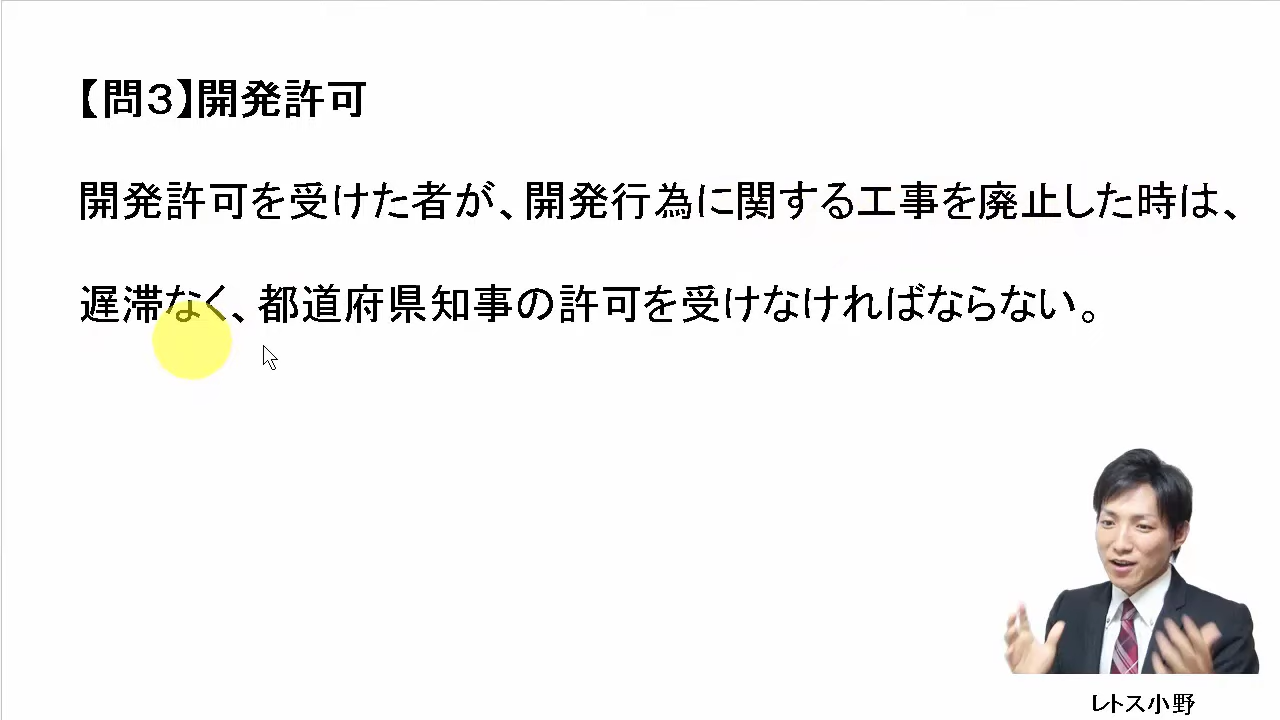 【問３】開発許可
開発許可を受けた者が、開発行為に関する工事を廃止した時は、
遅滞なく、都道府県知事の許可を受けなければならない。
レトス小野